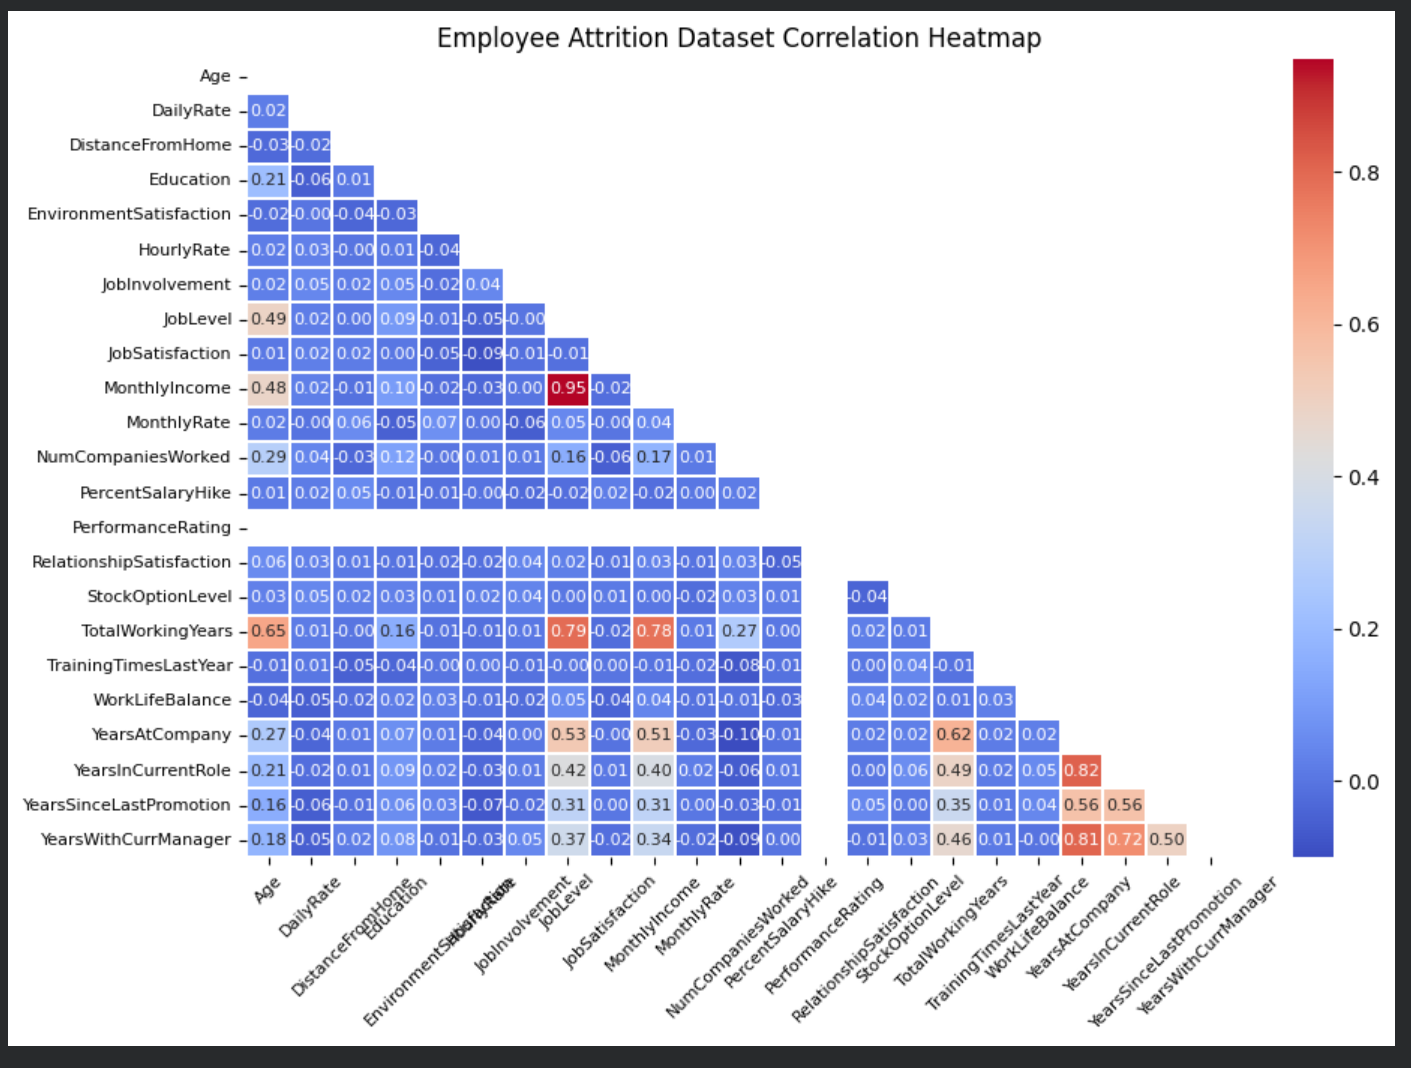 Employee Attrition Dataset Correlation Heatmap
Age
DailyRate 0.02
DistanceFromHome -0.03 -0.02
Education 0.21 -0.06 0.01
EnvironmentSatisfaction -0.02 -0.00 -0.04 -0.03
HourlyRate 0.02 0.03 -0.00 0.01 -0.04
JobInvolvement 0.02 0.05 0.02 0.05 -0.02 0.04
JobLevel 0.49 0.02 0.00 0.09 -0.01 -0.05 -0.00
JobSatisfaction 0.01 0.02 0.02 0.00 -0.05 -0.09 -0.01 -0.01
MonthlyIncome 0.48 0.02 -0.01 0.10 -0.02 -0.03 0.00 0.95 -0.02
MonthlyRate 0.02 -0.00 0.06 -0.05 0.07 0.00 -0.06 0.05 -0.00 0.04
NumCompaniesWorked 0.29 0.04 -0.03 0.12 -0.00 0.01 0.01 0.16 -0.06 0.17 0.01
PercentSalaryHike 0.01 0.02 0.05 -0.01 -0.01 -0.00 -0.02 -0.02 0.02 -0.02 0.00 0.02
PerformanceRating
RelationshipSatisfaction 0.06 0.03 0.01 -0.01 -0.02 -0.02 0.04 0.02 -0.01 0.03 -0.01 0.03 -0.05
StockOptionLevel 0.03 0.05 0.02 0.03 0.01 0.02 0.04 0.00 0.01 0.00 -0.02 0.03 0.01 -0.04
TotalWorkingYears 0.65 0.01 -0.00 0.16 -0.01 -0.01 0.01 0.79 -0.02 0.78 0.01 0.27 0.00 0.02 0.01
TrainingTimesLastYear -0.01 0.01 -0.05 -0.04 -0.00 0.00 -0.01 -0.00 0.00 -0.01 -0.02 -0.08 -0.01 0.00 0.04 -0.01
WorkLifeBalance -0.04 -0.05 -0.02 0.02 0.03 -0.01 -0.02 0.05 -0.04 0.04 -0.01 -0.01 -0.03 0.04 0.02 0.01 0.03
YearsAtCompany 0.27 -0.04 0.01 0.07 0.01 -0.04 0.00 0.53 -0.00 0.51 -0.03 -0.10 -0.01 0.02 0.02 0.62 0.02 0.02
YearsInCurrentRole 0.21 -0.02 0.01 0.09 0.02 -0.03 0.01 0.42 0.01 0.40 0.02 -0.06 0.01 0.00 0.06 0.49 0.02 0.05 0.82
YearsSinceLastPromotion 0.16 -0.06 -0.01 0.06 0.03 -0.07 -0.02 0.31 0.00 0.31 0.00 -0.03 -0.01 0.05 0.00 0.35 0.01 0.04 0.56 0.56
YearsWithCurrManager 0.18 -0.05 0.02 0.08 -0.01 -0.03 0.05 0.37 -0.02 0.34 -0.02 -0.09 0.00 -0.01 0.03 0.46 0.01 -0.00 0.81 0.72 0.50
Age
DailyRate
DistanceFromHome
Education
EnvironmentSatisfaction
HourlyRate
JobInvolvement
JobLevel
JobSatisfaction
MonthlyIncome
MonthlyRate
NumCompaniesWorked
PercentSalaryHike
PerformanceRating
RelationshipSatisfaction
StockOptionLevel
TotalWorkingYears
TrainingTimesLastYear
WorkLifeBalance
YearsAtCompany
YearsInCurrentRole
YearsSinceLastPromotion
YearsWithCurrManager
0.8
0.6
0.4
0.2
0.0